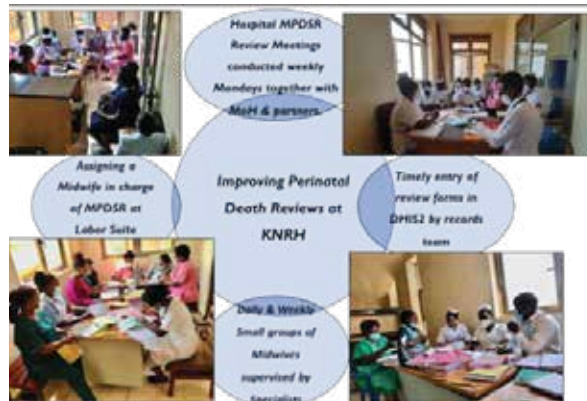 Hospital MPDSR
Review Meetings
conducted weekly
Mondays together with
MoH & partners.
Assigning a
Midwife in charge
of MPDSR at
Labor Suite
Improving Perinatal
Death Reviews at
KNRH
Timely entry of
review forms in
DHIS2 by records
team
Daily & Weekly
Small groups of
Midwives
supervised by
Specialists